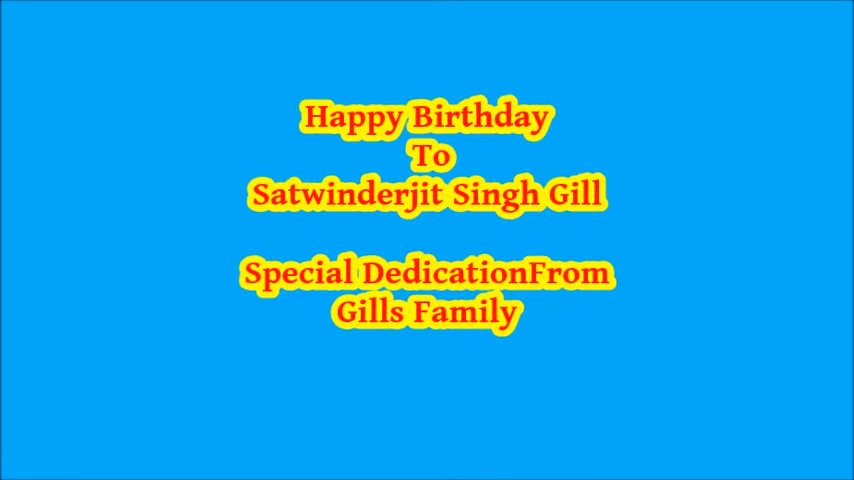 Happy Birthday
To
Satwinderjit Singh Gill
Special DedicationFrom
Gills Family